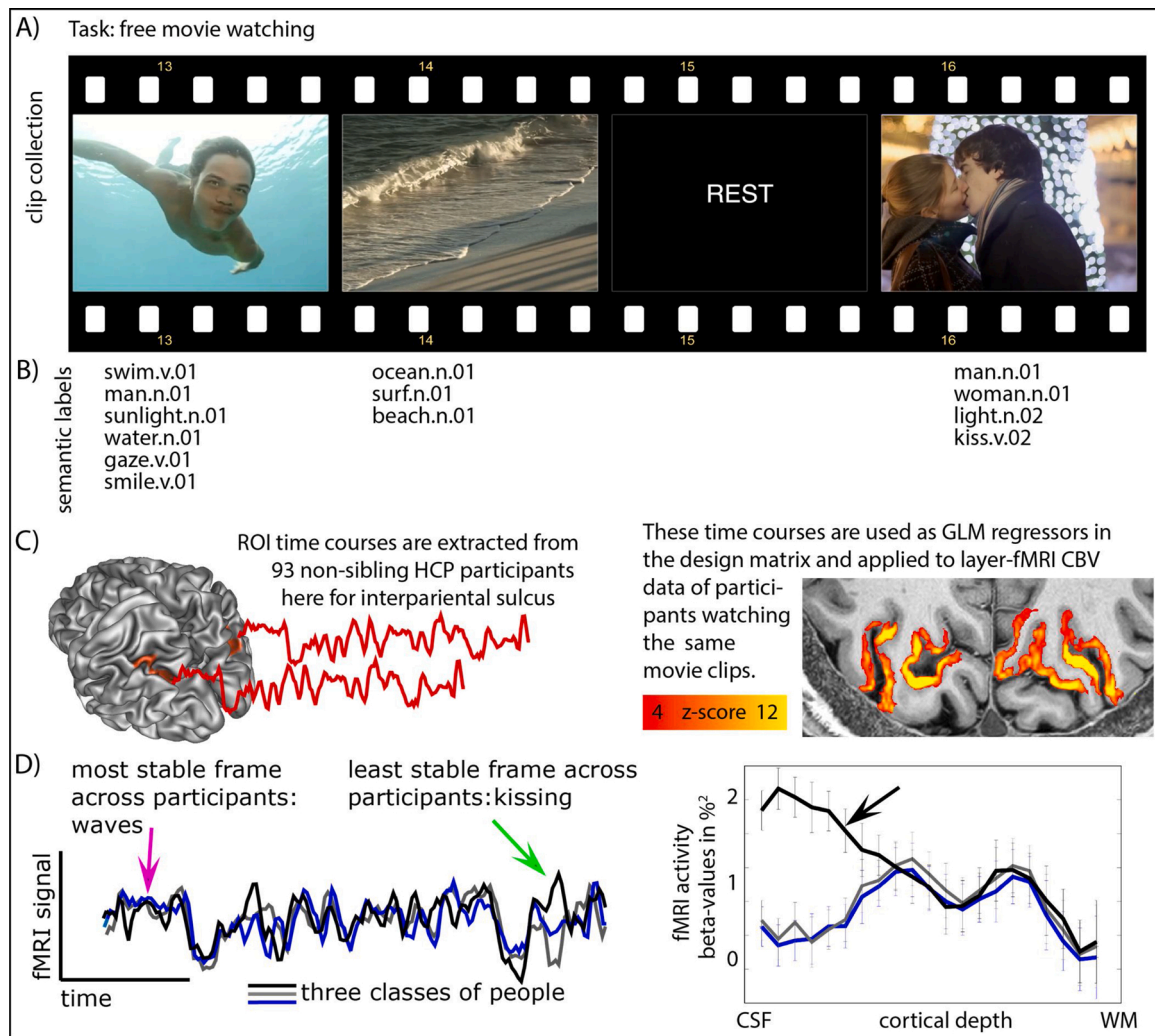 A)
Task: free movie watching
13
14
15
16
clip collection
REST
13
14
15
16
B)
semantic labels
swim.v.01
man.n.01
sunlight.n.01
water.n.01
gaze.v.01
smile.v.01
ocean.n.01
surf.n.01
beach.n.01
man.n.01
woman.n.01
light.n.02
kiss.v.02
C)
ROI time courses are extracted from
93 non-sibling HCP participants
here for interpariental sulcus
These time courses are used as GLM regressors in
the design matrix and applied to layer-fMRI CBV
data of partici-
pants watching
the same
movie clips.
4 z-score 12
D)
most stable frame
across participants:
waves
least stable frame across
participants:kissing
fMRI signal
time
three classes of people
fMRI activity
beta-values in %²
2
1
0
CSF
cortical depth
WM